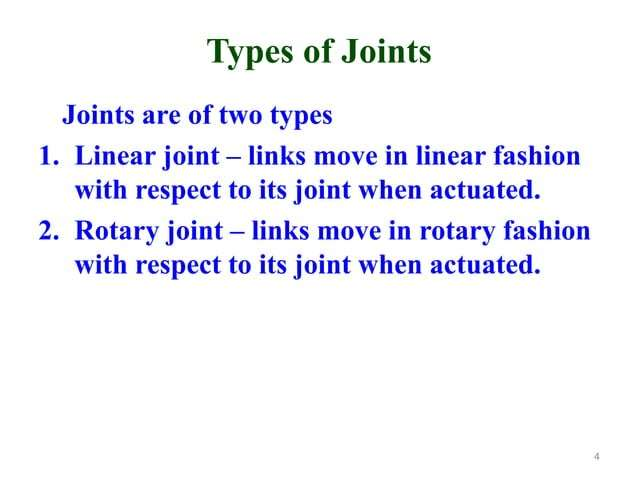 Types of Joints
Joints are of two types
1. Linear joint – links move in linear fashion
with respect to its joint when actuated.
2. Rotary joint – links move in rotary fashion
with respect to its joint when actuated.
4